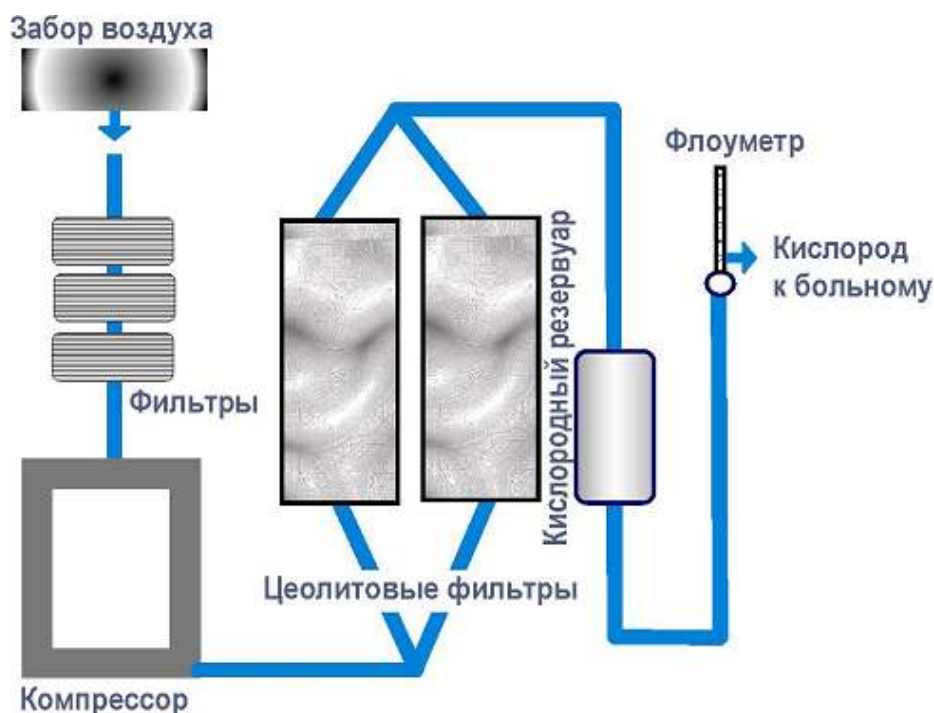 Забор воздуха
Флоуметр
Кислород
к больному
Кислородный резервуар
Фильтры
Цеолитовые фильтры
Компрессор